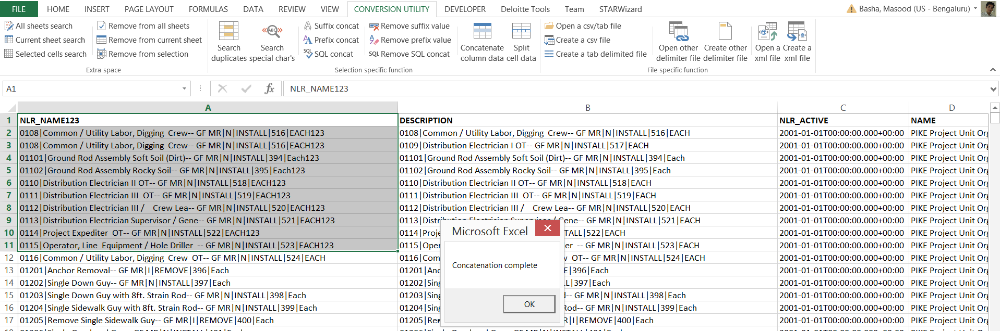 FILE HOME INSERT PAGE LAYOUT FORMULAS DATA REVIEW VIEW CONVERSION UTILITY DEVELOPER Deloitte Tools Team STARWizard Basha, Masood (US - Bengaluru)
All sheets search
Current sheet search
Selected cells search
Remove from all sheets
Remove from current sheet
Remove from selection
Extra space
Search duplicates
ABC
Search special char's
Suffix concat
Prefix concat
SQL SQL concat
Remove suffix value
Remove prefix value
SQL Remove SQL concat
Concatenate column data
Split cell data
Selection specific function
Open a csv/tab file
Create a csv file
Create a tab delimited file
Open other delimiter file
Create other delimiter file
Open a xml file
Create a xml file
File specific function
A1 fx NLR_NAME123
A B C D
1 NLR_NAME123 DESCRIPTION NLR_ACTIVE NAME
2 0108|Common / Utility Labor, Digging  Crew-- GF MR|N|INSTALL|516|EACH123 0108|Common / Utility Labor, Digging  Crew-- GF MR|N|INSTALL|516|EACH 2001-01-01T00:00:00.000+00:00 PIKE Project Unit Org
3 0108|Common / Utility Labor, Digging  Crew-- GF MR|N|INSTALL|516|EACH123 0109|Distribution Electrician I OT-- GF MR|N|INSTALL|517|EACH 2001-01-01T00:00:00.000+00:00 PIKE Project Unit Org
4 01101|Ground Rod Assembly Soft Soil (Dirt)-- GF MR|N|INSTALL|394|Each123 01101|Ground Rod Assembly Soft Soil (Dirt)-- GF MR|N|INSTALL|394|Each 2001-01-01T00:00:00.000+00:00 PIKE Project Unit Org
5 01102|Ground Rod Assembly Rocky Soil-- GF MR|N|INSTALL|395|Each123 01102|Ground Rod Assembly Rocky Soil-- GF MR|N|INSTALL|395|Each 2001-01-01T00:00:00.000+00:00 PIKE Project Unit Org
6 0110|Distribution Electrician II OT-- GF MR|N|INSTALL|518|EACH123 0110|Distribution Electrician II OT-- GF MR|N|INSTALL|518|EACH 2001-01-01T00:00:00.000+00:00 PIKE Project Unit Org
7 0111|Distribution Electrician III  OT-- GF MR|N|INSTALL|519|EACH123 0111|Distribution Electrician III  OT-- GF MR|N|INSTALL|519|EACH 2001-01-01T00:00:00.000+00:00 PIKE Project Unit Org
8 0112|Distribution Electrician III /    Crew Lea-- GF MR|N|INSTALL|520|EACH123 0112|Distribution Electrician III /    Crew Lea-- GF MR|N|INSTALL|520|EACH 2001-01-01T00:00:00.000+00:00 PIKE Project Unit Org
9 0113|Distribution Electrician Supervisor / Gene-- GF MR|N|INSTALL|521|EACH123 0113|Distribution Electrician Supervisor / Gene-- GF MR|N|INSTALL|521|EACH 2001-01-01T00:00:00.000+00:00 PIKE Project Unit Org
10 0114|Project Expediter  OT-- GF MR|N|INSTALL|522|EACH123 0114|Proje STALL|522|EACH 2001-01-01T00:00:00.000+00:00 PIKE Project Unit Org
11 0115|Operator, Line  Equipment / Hole Driller  -- GF MR|N|INSTALL|523|EACH123 0115|Oper er  -- GF MR|N|INSTALL|523|EACH 2001-01-01T00:00:00.000+00:00 PIKE Project Unit Org
12 0116|Common / Utility Labor, Digging  Crew  OT-- GF MR|N|INSTALL|524|EACH 0116|Com OT-- GF MR|N|INSTALL|524|EACH 2001-01-01T00:00:00.000+00:00 PIKE Project Unit Org
13 01201|Anchor Removal-- GF MR|I|REMOVE|396|Each 01201|Anc E|396|Each 2001-01-01T00:00:00.000+00:00 PIKE Project Unit Org
14 01202|Single Down Guy-- GF MR|N|INSTALL|397|Each 01202|Sing L|397|Each 2001-01-01T00:00:00.000+00:00 PIKE Project Unit Org
15 01203|Single Down Guy with 8ft. Strain Rod-- GF MR|N|INSTALL|398|Each 01203|Sing -- GF MR|N|INSTALL|398|Each 2001-01-01T00:00:00.000+00:00 PIKE Project Unit Org
16 01204|Single Sidewalk Guy with 8ft. Strain Rod-- GF MR|N|INSTALL|399|Each 01204|Sing Rod-- GF MR|N|INSTALL|399|Each 2001-01-01T00:00:00.000+00:00 PIKE Project Unit Org
17 01205|Remove Single Sidewalk Guy-- GF MR|I|REMOVE|400|Each 01205|Re MR|I|REMOVE|400|Each 2001-01-01T00:00:00.000+00:00 PIKE Project Unit Org
Microsoft Excel
Concatenation complete
OK